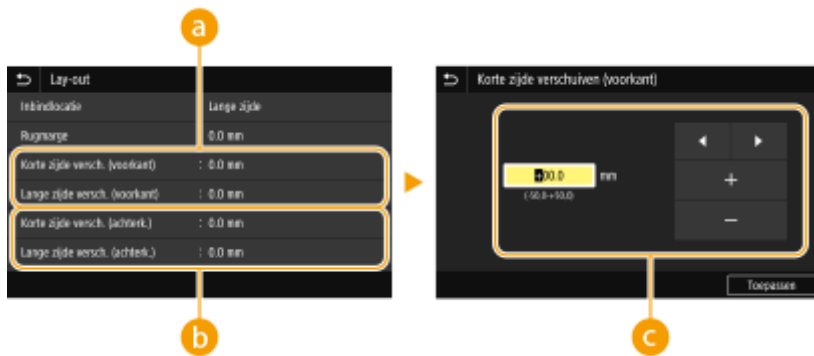 a
Lay-out
Inbindlocatie Lange zijde
Rugmarge 0.0 mm
Korte zijde versch. (voorkant) : 0.0 mm
Lange zijde versch. (voorkant) : 0.0 mm
Korte zijde versch. (achterk.) : 0.0 mm
Lange zijde versch. (achterk.) : 0.0 mm
b
Korte zijde verschuiven (voorkant)
+00.0 mm
(-50.0-+50.0)
+
−
Toepassen
c